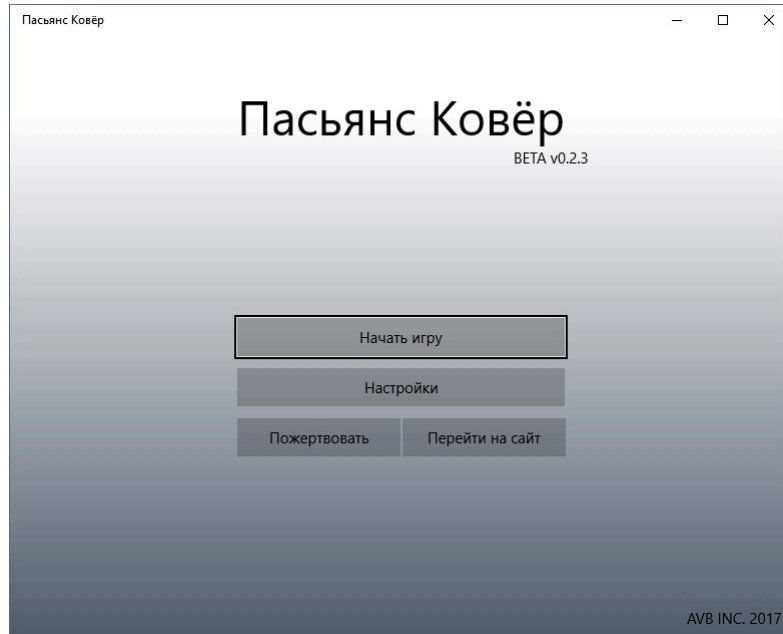 Пасьянс Ковёр
Пасьянс Ковёр
BETA v0.2.3
Начать игру
Настройки
Пожертвовать Перейти на сайт
AVB INC. 2017